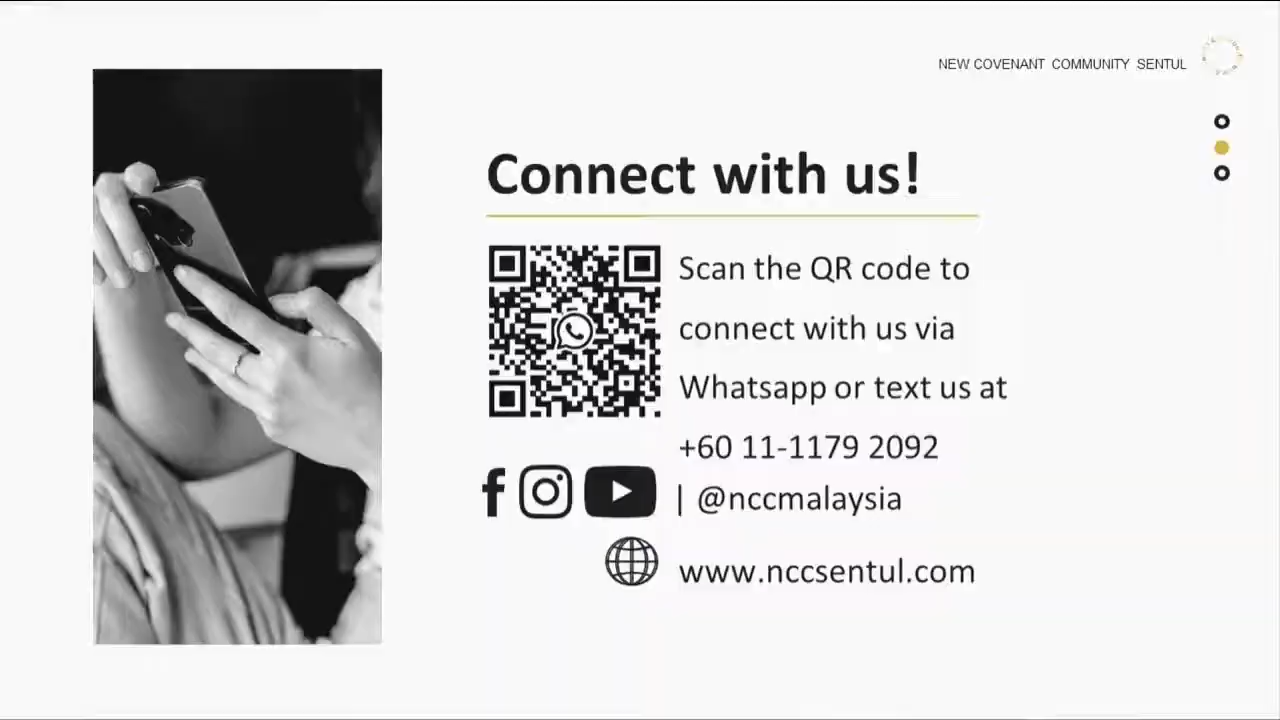 NEW COVENANT COMMUNITY SENTUL
Connect with us!
Scan the QR code to
connect with us via
Whatsapp or text us at
+60 11-1179 2092
| @nccmalaysia
www.nccsentul.com